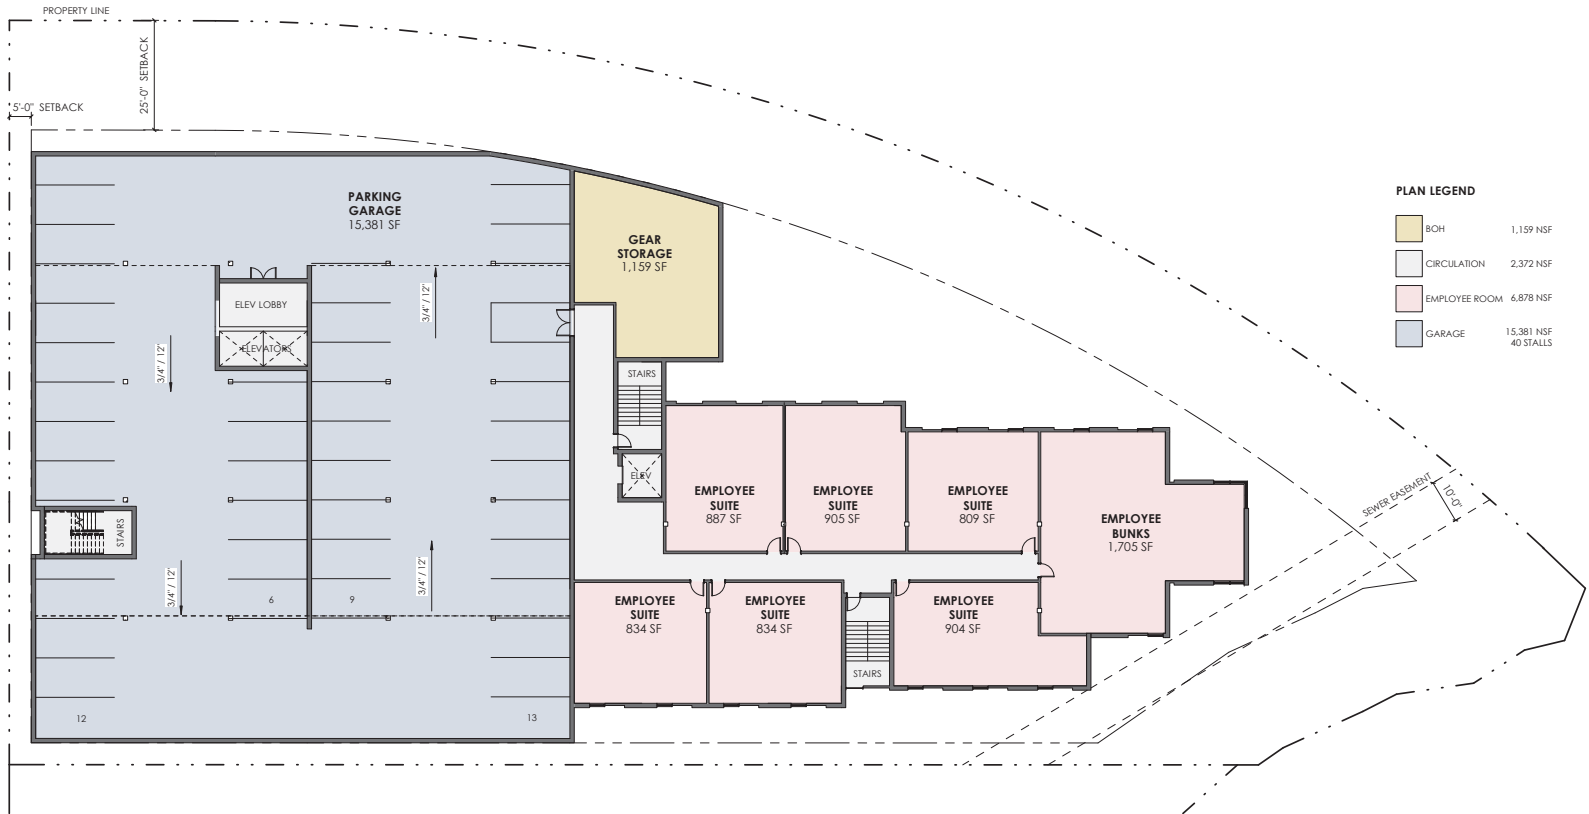 PROPERTY LINE
25'-0" SETBACK
5'-0" SETBACK
PARKING
GARAGE
15,381 SF
GEAR
STORAGE
1,159 SF
ELEV LOBBY
ELEVATORS
3/4" / 12'
3/4" / 12'
3/4" / 12'
3/4" / 12'
STAIRS
6
9
12
13
STAIRS
ELEV
EMPLOYEE
SUITE
887 SF
EMPLOYEE
SUITE
905 SF
EMPLOYEE
SUITE
809 SF
EMPLOYEE
BUNKS
1,705 SF
EMPLOYEE
SUITE
834 SF
EMPLOYEE
SUITE
834 SF
EMPLOYEE
SUITE
904 SF
STAIRS
SEWER EASEMENT
10'-0"
PLAN LEGEND
BOH 1,159 NSF
CIRCULATION 2,372 NSF
EMPLOYEE ROOM 6,878 NSF
GARAGE 15,381 NSF
40 STALLS